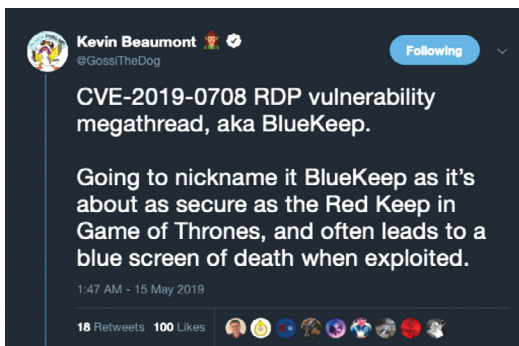 Kevin Beaumont
@GossiTheDog
Following
CVE-2019-0708 RDP vulnerability
megathread, aka BlueKeep.
Going to nickname it BlueKeep as it’s
about as secure as the Red Keep in
Game of Thrones, and often leads to a
blue screen of death when exploited.
1:47 AM - 15 May 2019
18 Retweets 100 Likes